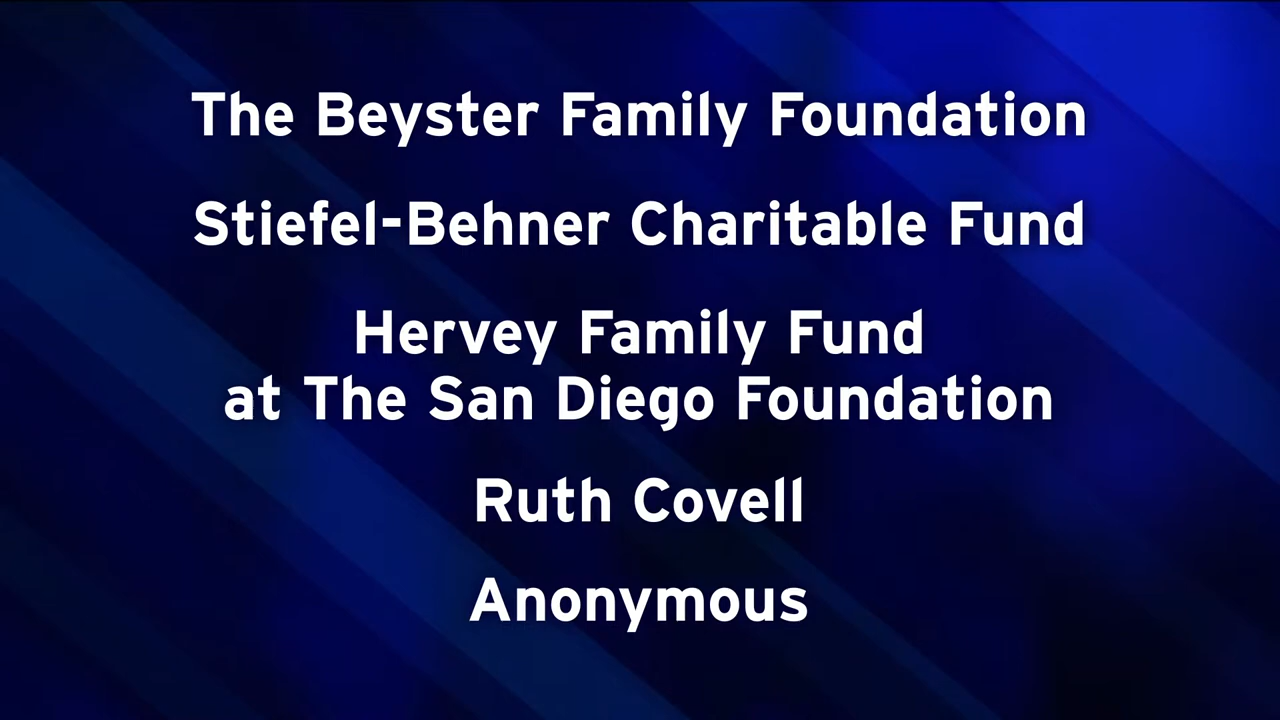 The Beyster Family Foundation
Stiefel-Behner Charitable Fund
Hervey Family Fund
at The San Diego Foundation
Ruth Covell
Anonymous